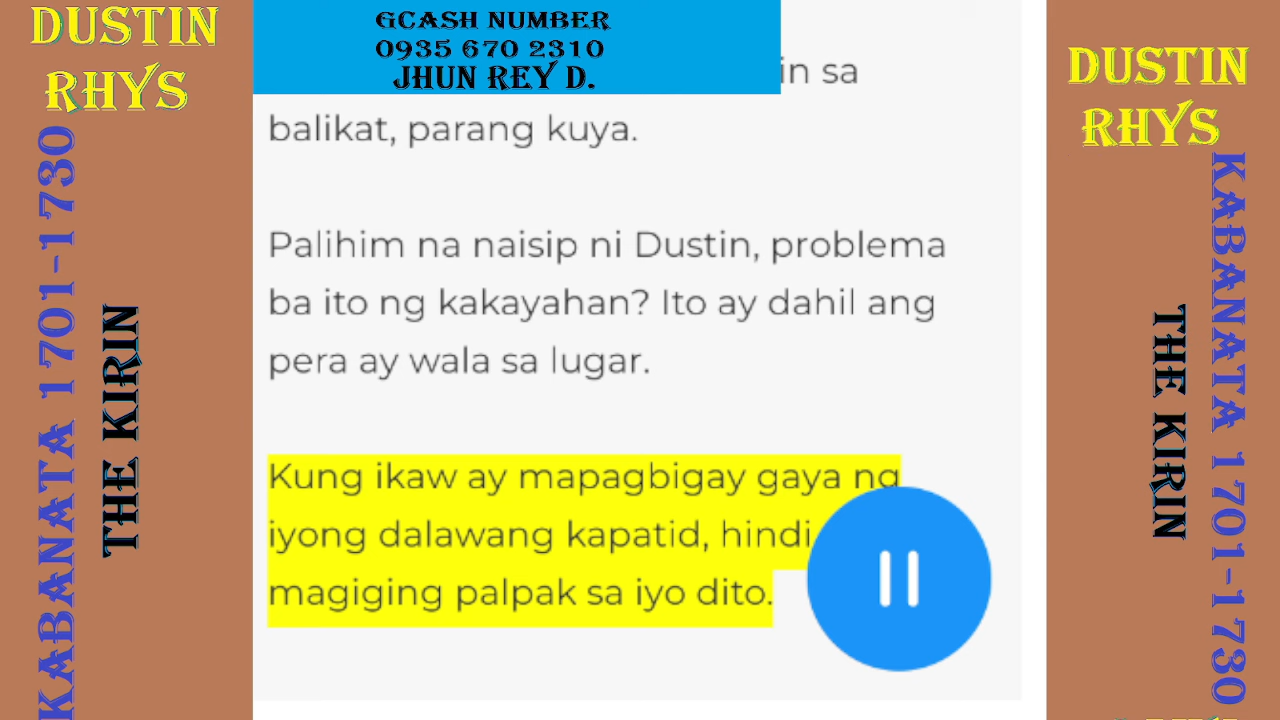 DUSTIN
RHYS
KABANATA 1701-1730
THE KIRIN
GCASH NUMBER
0935 670 2310
JHUN REY D.
in sa
balikat, parang kuya.
Palihim na naisip ni Dustin, problema
ba ito ng kakayahan? Ito ay dahil ang
pera ay wala sa lugar.
Kung ikaw ay mapagbigay gaya ng
iyong dalawang kapatid, hindi
magiging palpak sa iyo dito.
DUSTIN
RHYS
KABANATA 1701-1730
THE KIRIN